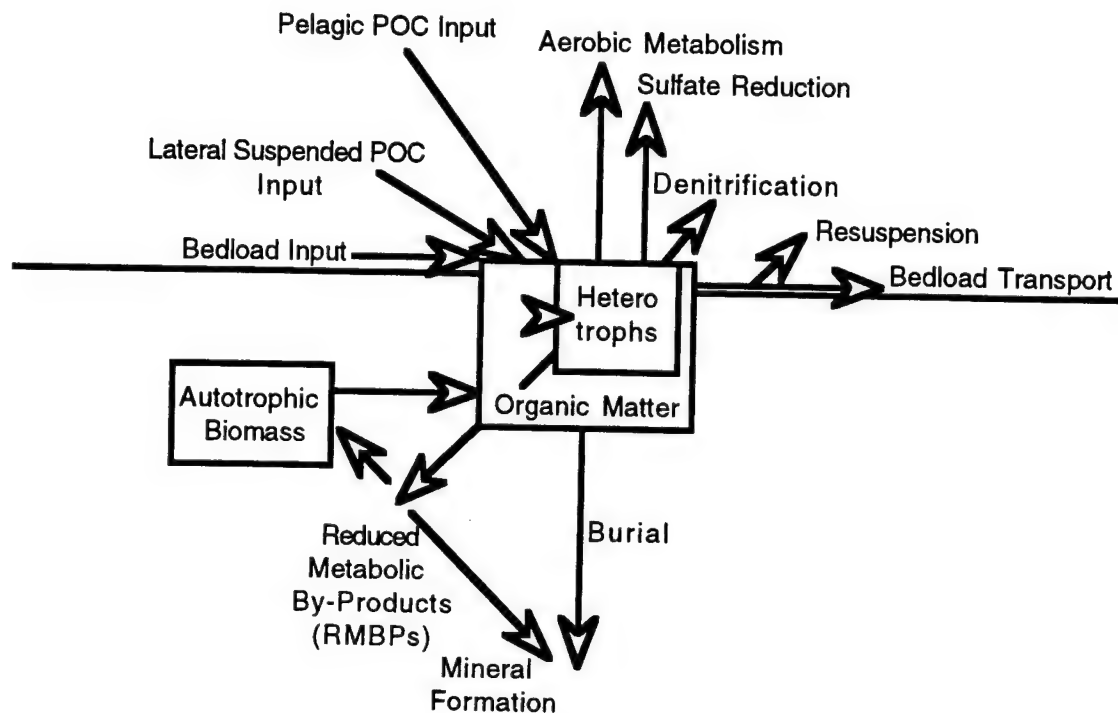 Pelagic POC Input
Aerobic Metabolism
Sulfate Reduction
Lateral Suspended POC
Input
Denitrification
Resuspension
Bedload Input
Bedload Transport
Hetero
trophs
Autotrophic
Biomass
Organic Matter
Reduced
Metabolic
By-Products
(RMBPs)
Burial
Mineral
Formation